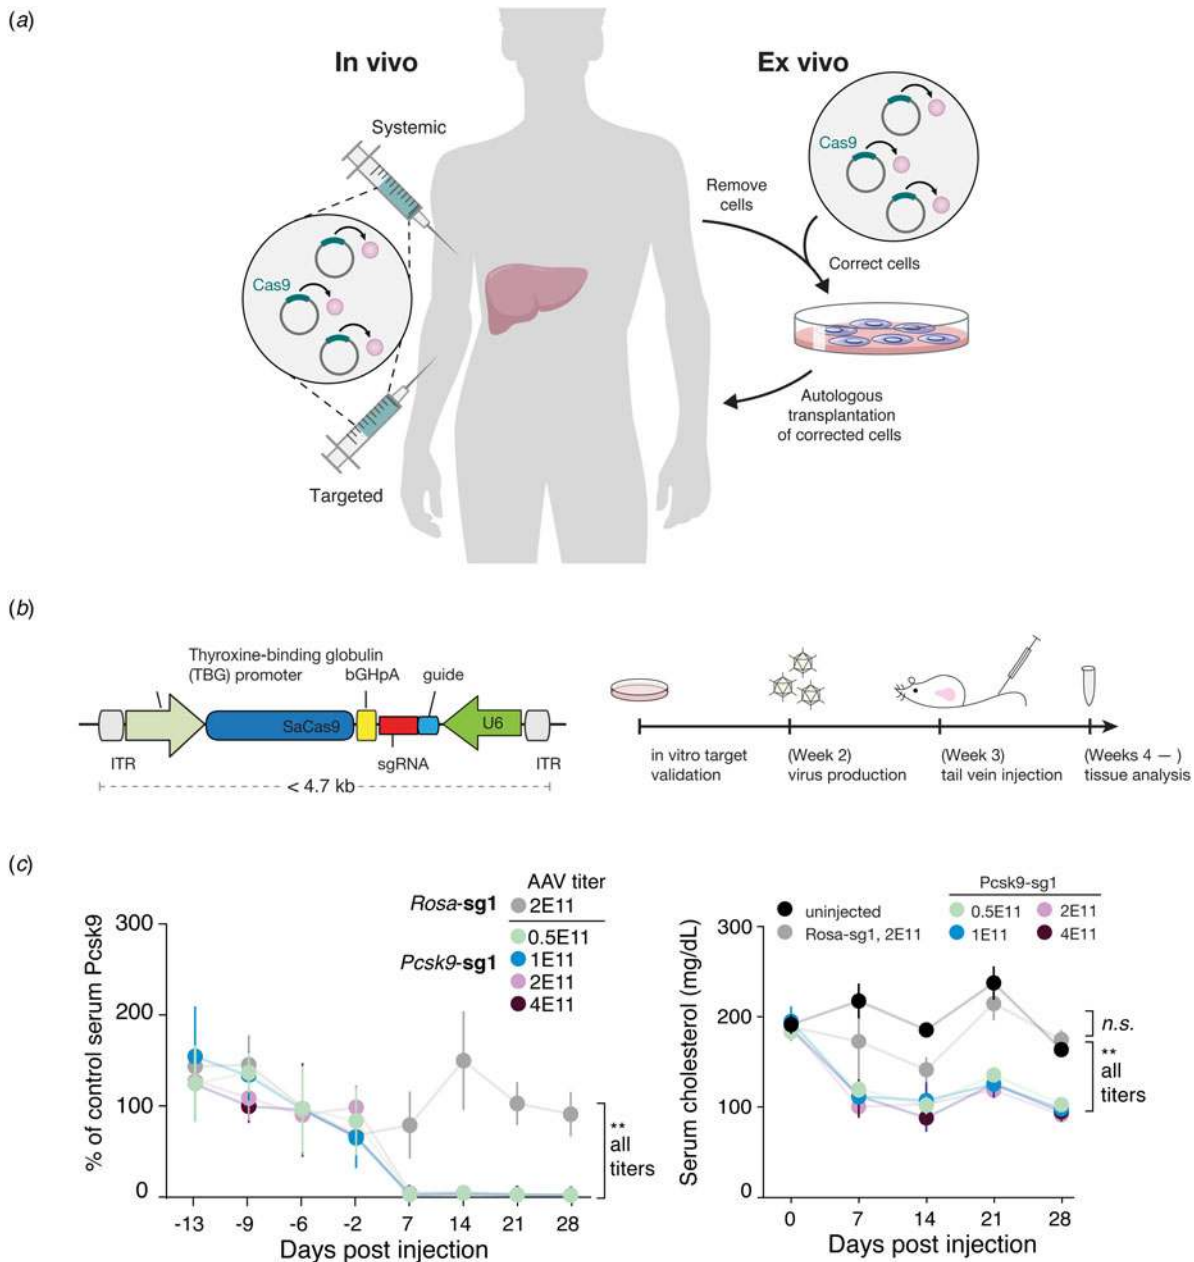 (a)
In vivo
Ex vivo
Systemic
Cas9
Targeted
Cas9
Remove
cells
Correct cells
Autologous
transplantation
of corrected cells
(b)
Thyroxine-binding globulin
(TBG) promoter
bGHpA
guide
SaCas9
U6
ITR
sgRNA
ITR
< 4.7 kb
in vitro target
validation
(Week 2)
virus production
(Week 3)
tail vein injection
(Weeks 4 — )
tissue analysis
(c)
AAV titer
Rosa-sg1
2E11
Pcsk9-sg1
0.5E11
1E11
2E11
4E11
% of control serum Pcsk9
300
200
100
0
-13 -9 -6 -2 7 14 21 28
Days post injection
**
all
titers
Pcsk9-sg1
uninjected
Rosa-sg1, 2E11
0.5E11
1E11
2E11
4E11
Serum cholesterol (mg/dL)
300
200
100
0
0 7 14 21 28
Days post injection
n.s.
**
all
titers